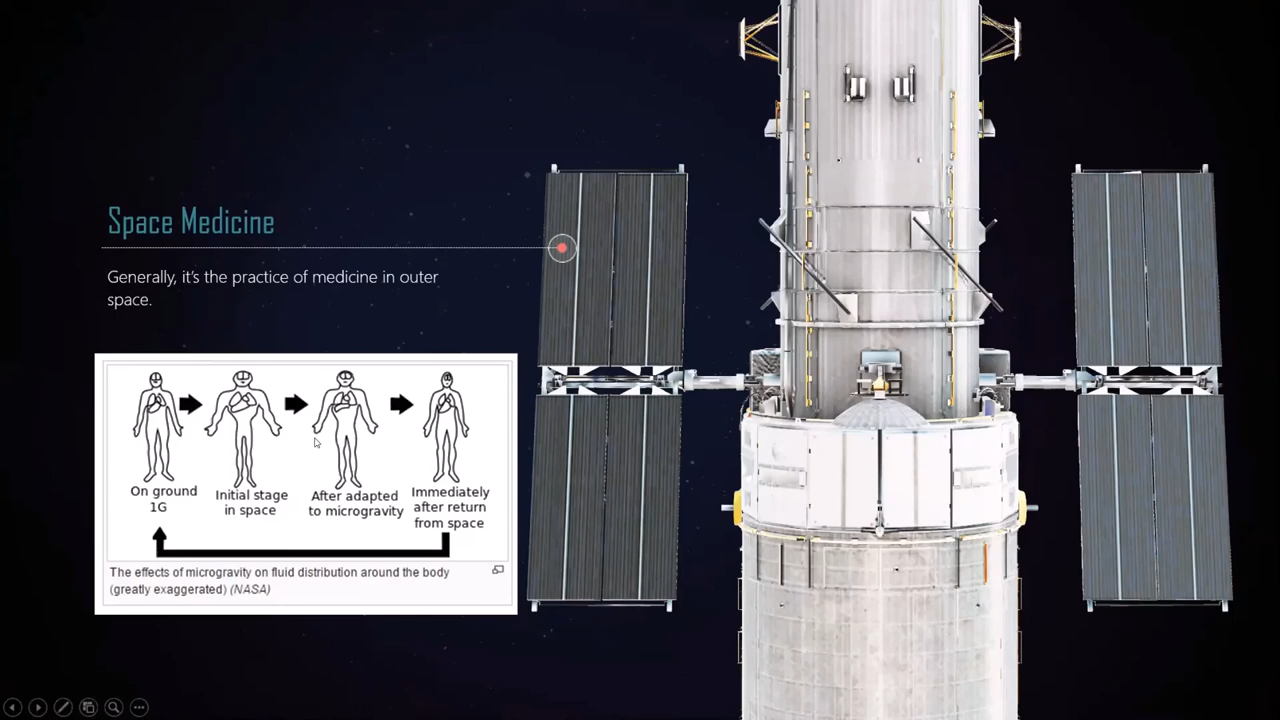 Space Medicine
Generally, it's the practice of medicine in outer
space.
On ground
1G
Initial stage
in space
After adapted
to microgravity
Immediately
after return
from space
The effects of microgravity on fluid distribution around the body
(greatly exaggerated) (NASA)